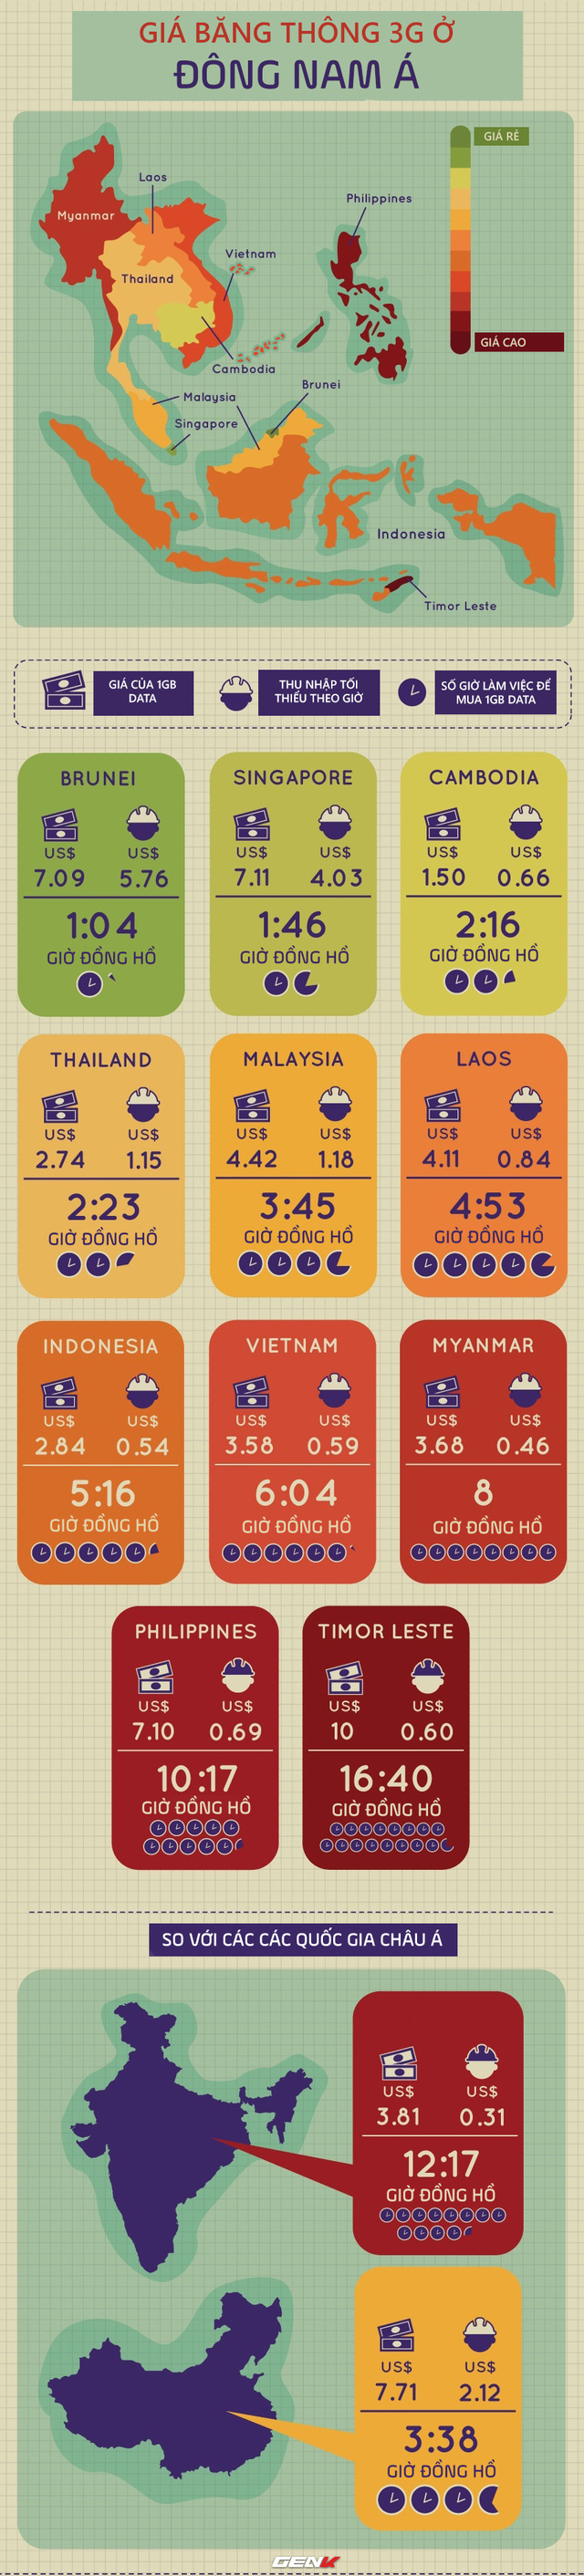 GIÁ BĂNG THÔNG 3G Ở
ĐÔNG NAM Á
GIÁ RẺ
Laos
Philippines
Myanmar
Vietnam
Thailand
GIÁ CAO
Cambodia
Brunei
Malaysia
Singapore
Indonesia
Timor Leste
GIÁ CỦA 1GB
DATA
THU NHẬP TỐI
THIỂU THEO GIỜ
SỐ GIỜ LÀM VIỆC ĐỂ
MUA 1GB DATA
BRUNEI
US$ US$
7.09 5.76
1:04
GIỜ ĐỒNG HỒ
SINGAPORE
US$ US$
7.11 4.03
1:46
GIỜ ĐỒNG HỒ
CAMBODIA
US$ US$
1.50 0.66
2:16
GIỜ ĐỒNG HỒ
THAILAND
US$ US$
2.74 1.15
2:23
GIỜ ĐỒNG HỒ
MALAYSIA
US$ US$
4.42 1.18
3:45
GIỜ ĐỒNG HỒ
LAOS
US$ US$
4.11 0.84
4:53
GIỜ ĐỒNG HỒ
INDONESIA
US$ US$
2.84 0.54
5:16
GIỜ ĐỒNG HỒ
VIETNAM
US$ US$
3.58 0.59
6:04
GIỜ ĐỒNG HỒ
MYANMAR
US$ US$
3.68 0.46
8
GIỜ ĐỒNG HỒ
PHILIPPINES
US$ US$
7.10 0.69
10:17
GIỜ ĐỒNG HỒ
TIMOR LESTE
US$ US$
10 0.60
16:40
GIỜ ĐỒNG HỒ
SO VỚI CÁC CÁC QUỐC GIA CHÂU Á
US$ US$
3.81 0.31
12:17
GIỜ ĐỒNG HỒ
US$ US$
7.71 2.12
3:38
GIỜ ĐỒNG HỒ
GENK